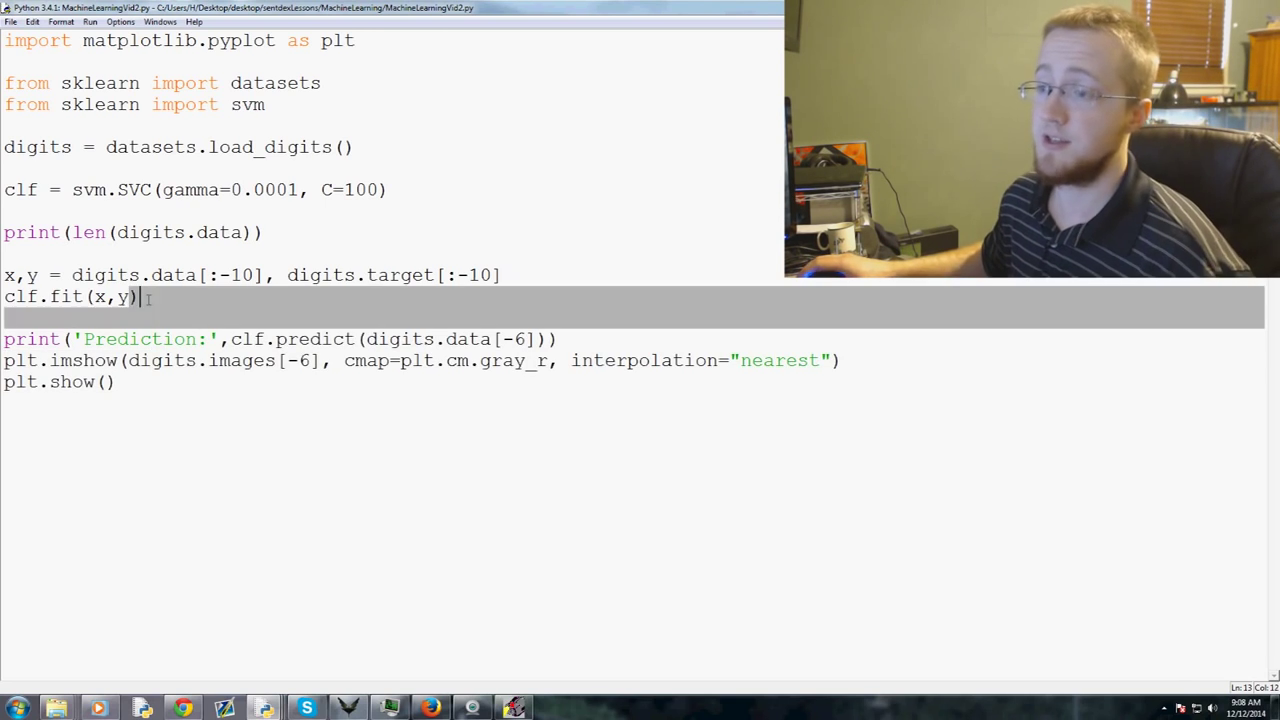 Python 3.4.1: MachineLearningVid2.py - C:/Users/H/Desktop/desktop/sentdexLessons/MachineLearning/MachineLearningVid2.py
File Edit Format Run Options Windows Help
import matplotlib.pyplot as plt
from sklearn import datasets
from sklearn import svm
digits = datasets.load_digits()
clf = svm.SVC(gamma=0.0001, C=100)
print(len(digits.data))
x,y = digits.data[:-10], digits.target[:-10]
clf.fit(x,y)
print('Prediction:',clf.predict(digits.data[-6]))
plt.imshow(digits.images[-6], cmap=plt.cm.gray_r, interpolation="nearest")
plt.show()
Ln: 13 Col: 12
9:08 AM
12/12/2014